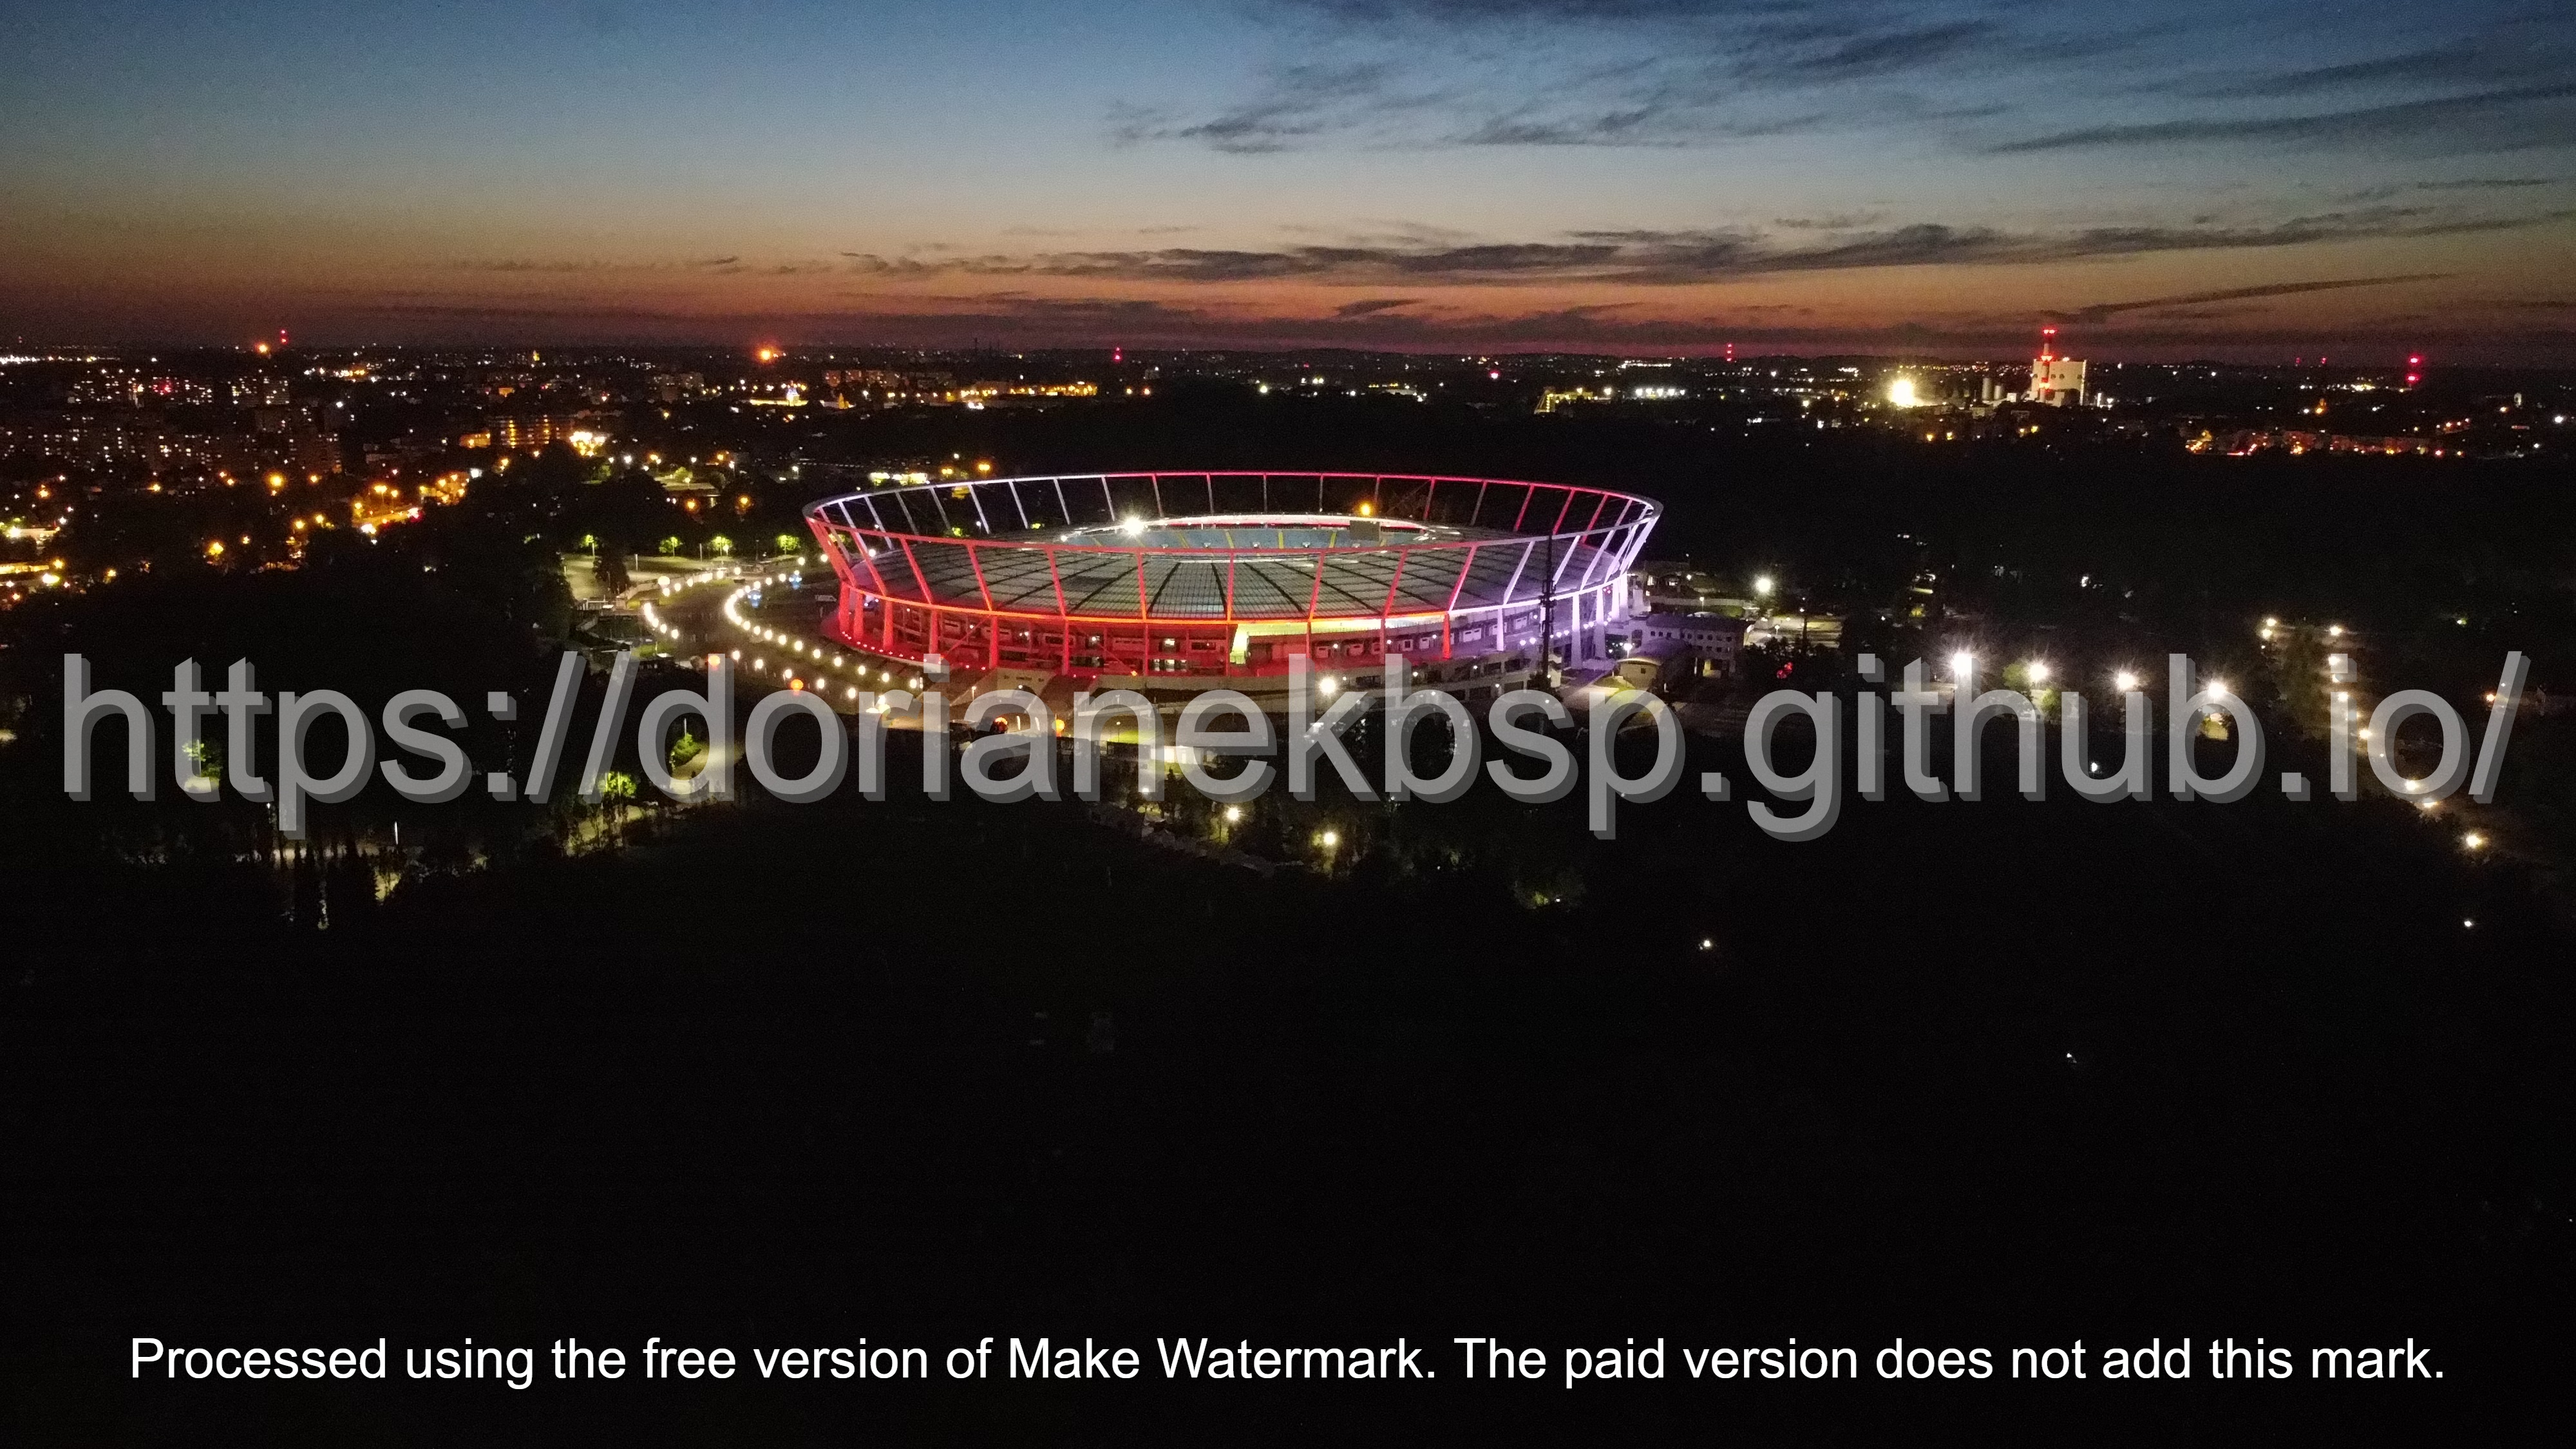 https://dorianekbsp.github.io/
Processed using the free version of Make Watermark. The paid version does not add this mark.